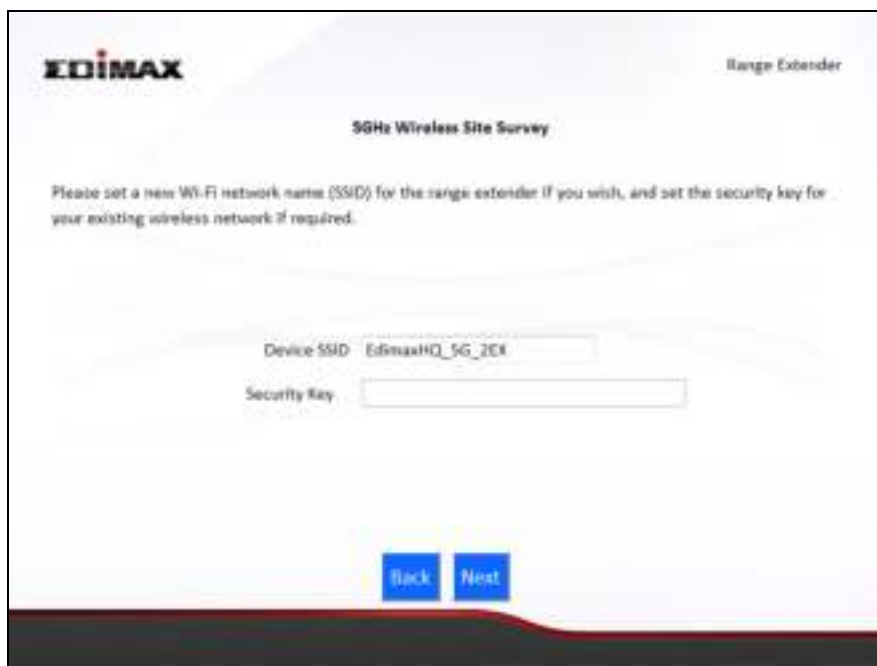 EDIMAX
Range Extender
5GHz Wireless Site Survey
Please set a new Wi-Fi network name (SSID) for the range extender if you wish, and set the security key for
your existing wireless network if required.
Device SSID EdimaxHQ_5G_2EX
Security Key
Back Next